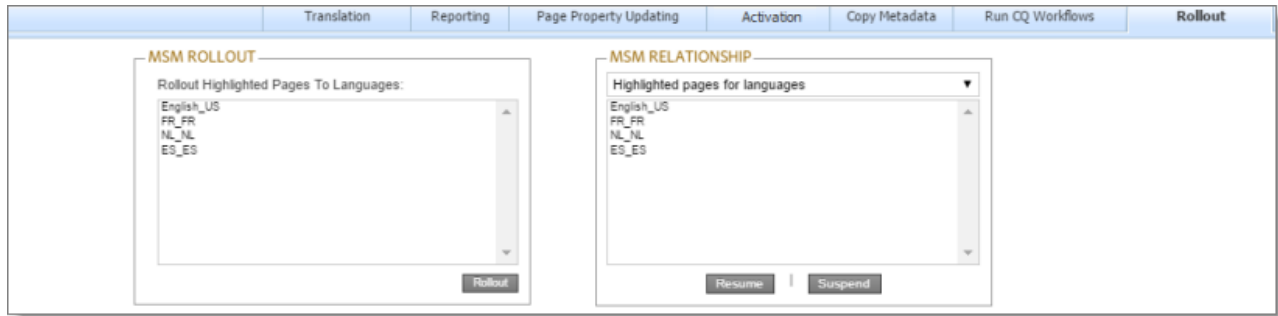 Translation Reporting Page Property Updating Activation Copy Metadata Run CQ Workflows Rollout
MSM ROLLOUT
Rollout Highlighted Pages To Languages:
English_US
FR_FR
NL_NL
ES_ES
Rollout
MSM RELATIONSHIP
Highlighted pages for languages
English_US
FR_FR
NL_NL
ES_ES
Resume | Suspend